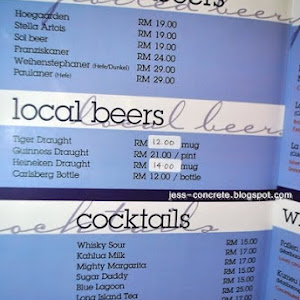 beers
Hoegaarden RM 19.00
Stella Artois RM 19.00
Sol beer RM 19.00
Franziskaner RM 24.00
Weihenstephaner (Hefe/Dunkel) RM 29.00
Paulaner (Hefe) RM 29.00
local beers
Tiger Draught RM 12.00 mug
Guinness Draught RM 21.00 / pint
Heineken Draught RM 14.00 mug
Carlsberg Bottle RM 12.00 / bottle
jess-concrete.blogspot.com
cocktails
Whisky Sour RM 15.00
Kahlua Milk RM 17.00
Mighty Margarita RM 15.00
Sugar Daddy RM 15.00
Blue Lagoon RM 15.00
Long Island Tea